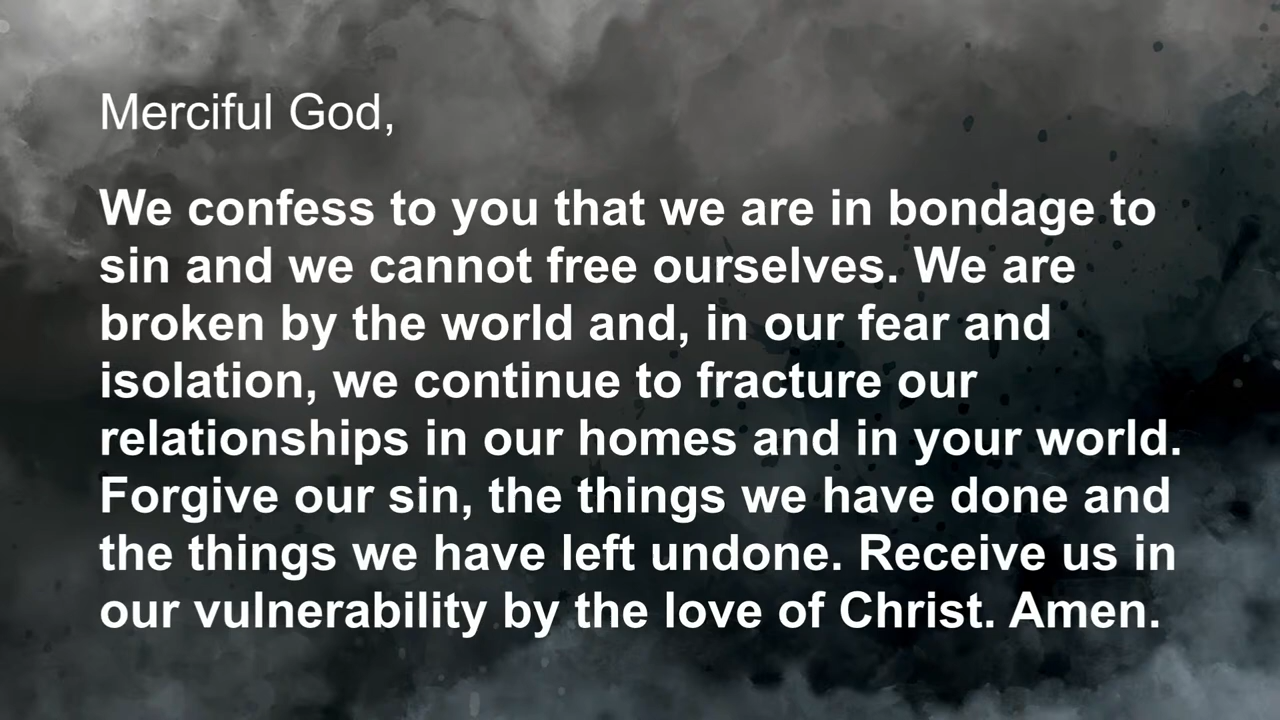 Merciful God,
We confess to you that we are in bondage to
sin and we cannot free ourselves. We are
broken by the world and, in our fear and
isolation, we continue to fracture our
relationships in our homes and in your world.
Forgive our sin, the things we have done and
the things we have left undone. Receive us in
our vulnerability by the love of Christ. Amen.